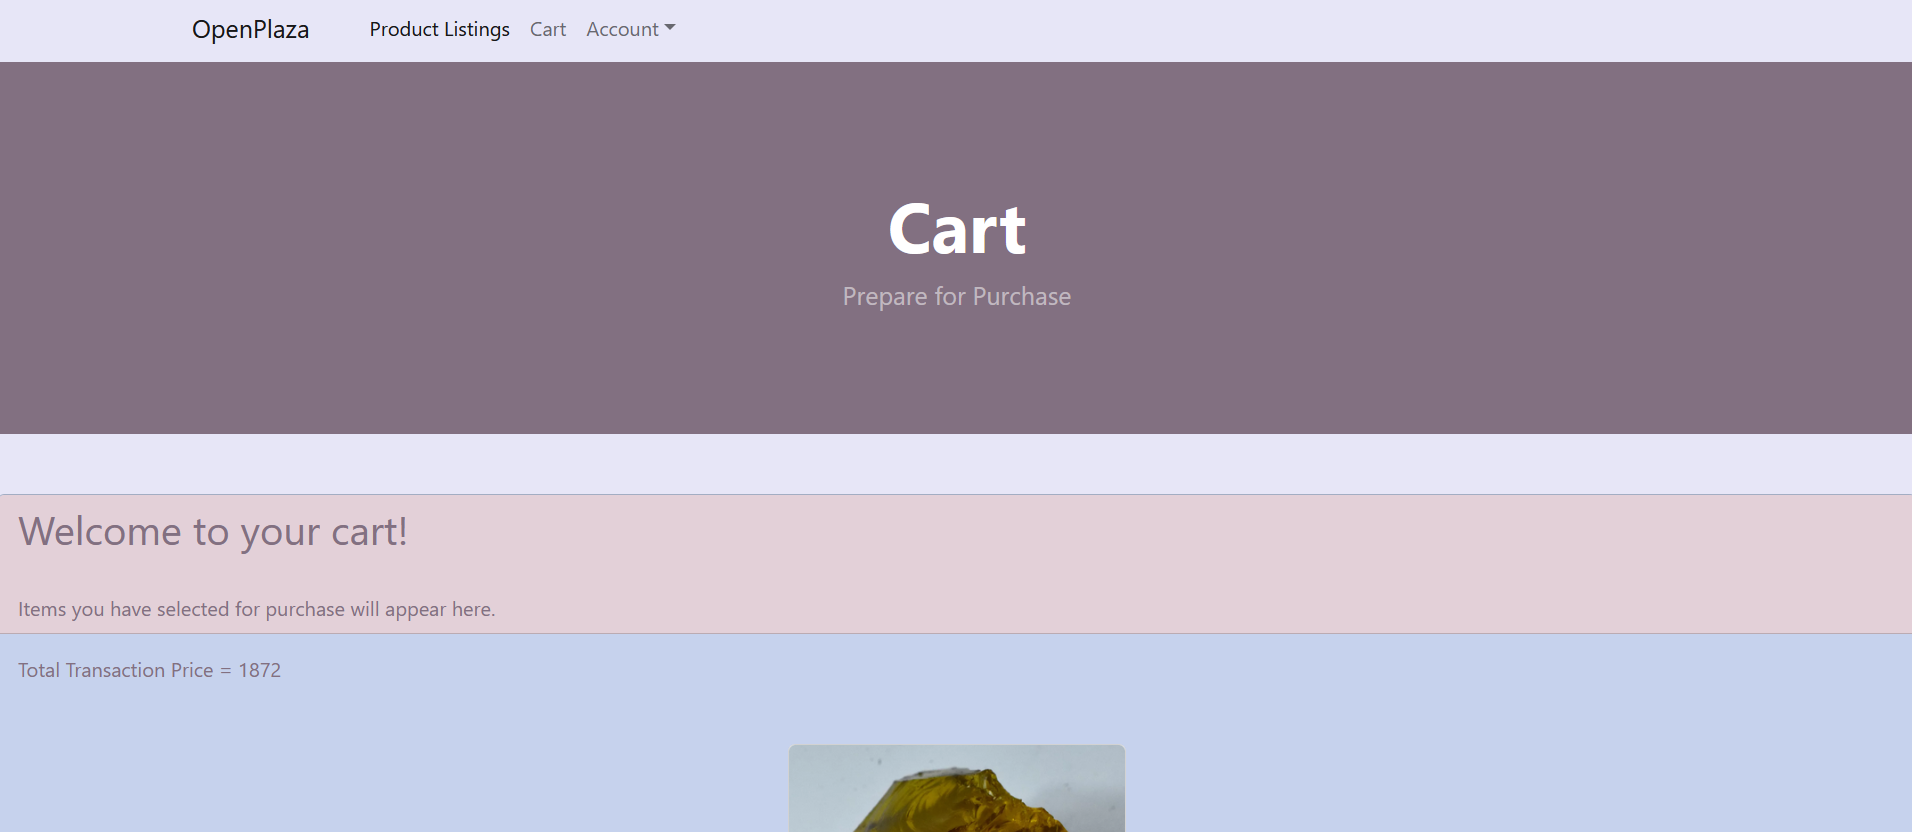 OpenPlaza Product Listings Cart Account
Cart
Prepare for Purchase
Welcome to your cart!
Items you have selected for purchase will appear here.
Total Transaction Price = 1872